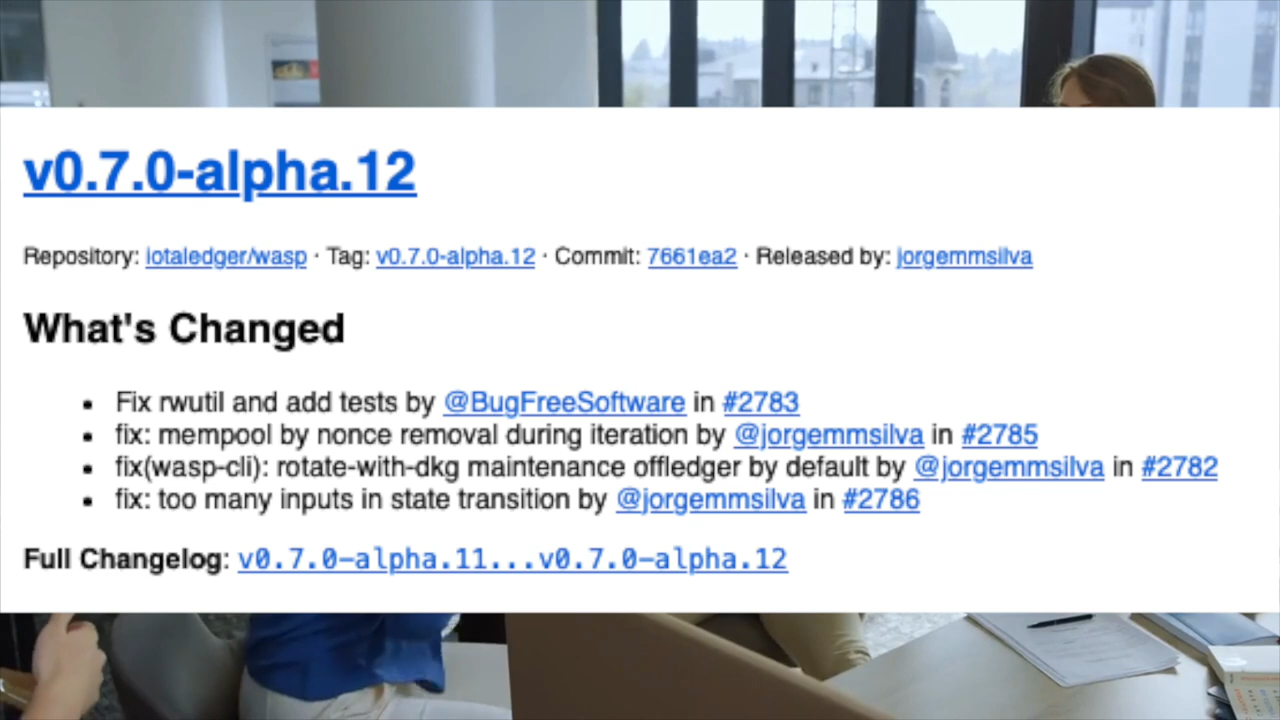 v0.7.0-alpha.12
Repository: iotaledger/wasp · Tag: v0.7.0-alpha.12 · Commit: 7661ea2 · Released by: jorgemmsilva
What's Changed
• Fix rwutil and add tests by @BugFreeSoftware in #2783
• fix: mempool by nonce removal during iteration by @jorgemmsilva in #2785
• fix(wasp-cli): rotate-with-dkg maintenance offledger by default by @jorgemmsilva in #2782
• fix: too many inputs in state transition by @jorgemmsilva in #2786
Full Changelog: v0.7.0-alpha.11...v0.7.0-alpha.12